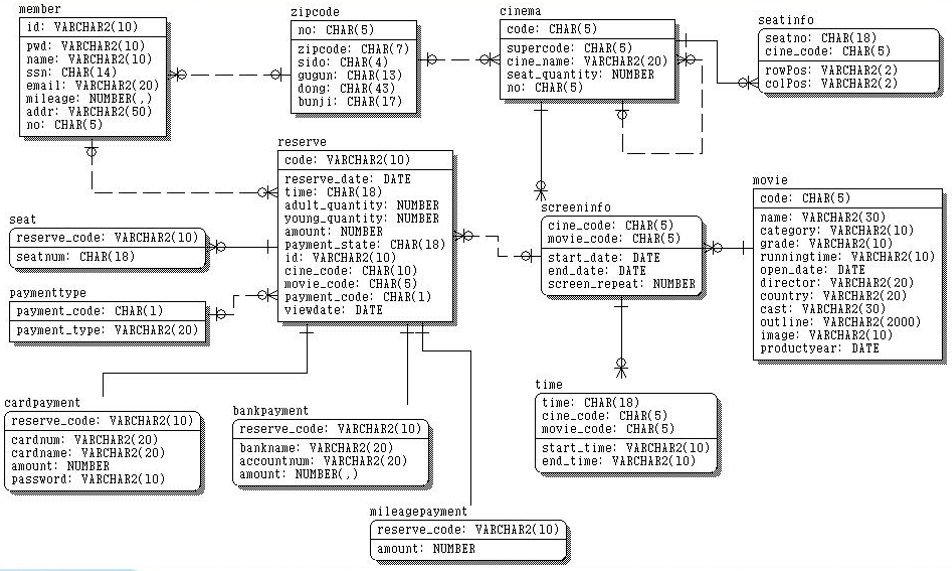 member
id: VARCHAR2(10)
pwd: VARCHAR2(10)
name: VARCHAR2(10)
ssn: CHAR(14)
email: VARCHAR2(20)
mileage: NUMBER(,)
addr: VARCHAR2(50)
no: CHAR(5)
zipcode
no: CHAR(5)
zipcode: CHAR(7)
sido: CHAR(4)
gugun: CHAR(13)
dong: CHAR(43)
bunji: CHAR(17)
cinema
code: CHAR(5)
supercode: CHAR(5)
cine_name: VARCHAR2(20)
seat_quantity: NUMBER
no: CHAR(5)
seatinfo
seatno: CHAR(18)
cine_code: CHAR(5)
rowPos: VARCHAR2(2)
colPos: VARCHAR2(2)
reserve
code: VARCHAR2(10)
reserve_date: DATE
time: CHAR(18)
adult_quantity: NUMBER
young_quantity: NUMBER
amount: NUMBER
payment_state: CHAR(18)
id: VARCHAR2(10)
cine_code: CHAR(10)
movie_code: CHAR(5)
payment_code: CHAR(1)
viewdate: DATE
seat
reserve_code: VARCHAR2(10)
seatnum: CHAR(18)
paymenttype
payment_code: CHAR(1)
payment_type: VARCHAR2(20)
screeninfo
cine_code: CHAR(5)
movie_code: CHAR(5)
start_date: DATE
end_date: DATE
screen_repeat: NUMBER
movie
code: CHAR(5)
name: VARCHAR2(30)
category: VARCHAR2(10)
grade: VARCHAR2(10)
runningtime: VARCHAR2(10)
open_date: DATE
director: VARCHAR2(20)
country: VARCHAR2(20)
cast: VARCHAR2(30)
outline: VARCHAR2(2000)
image: VARCHAR2(10)
productyear: DATE
cardpayment
reserve_code: VARCHAR2(10)
cardnum: VARCHAR2(20)
cardname: VARCHAR2(20)
amount: NUMBER
password: VARCHAR2(10)
bankpayment
reserve_code: VARCHAR2(10)
bankname: VARCHAR2(20)
accountnum: VARCHAR2(20)
amount: NUMBER(,)
time
time: CHAR(18)
cine_code: CHAR(5)
movie_code: CHAR(5)
start_time: VARCHAR2(10)
end_time: VARCHAR2(10)
mileagepayment
reserve_code: VARCHAR2(10)
amount: NUMBER